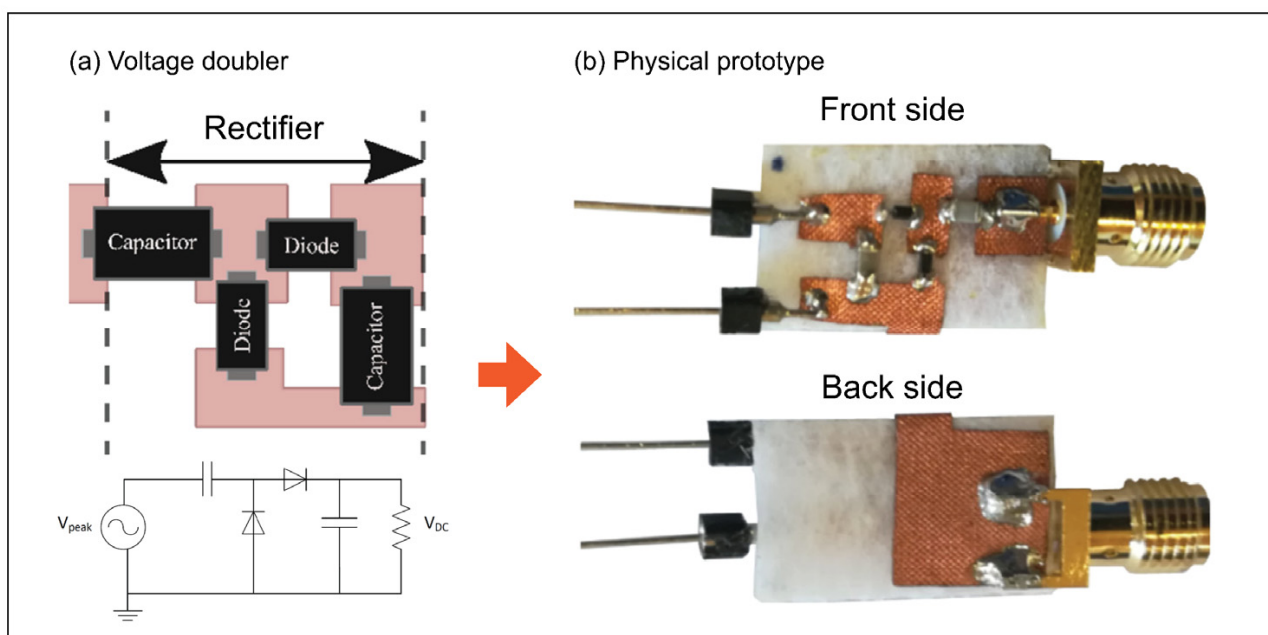 (a) Voltage doubler
Rectifier
Capacitor
Diode
Diode
Capacitor
Vpeak
VDC
(b) Physical prototype
Front side
Back side